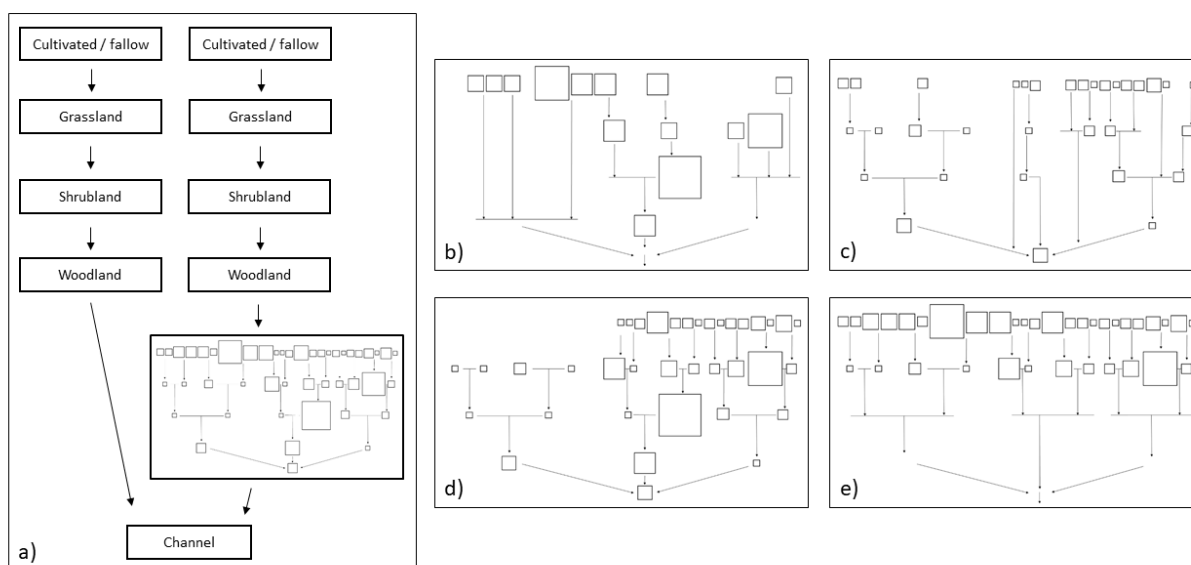 Cultivated / fallow
Cultivated / fallow
Grassland
Grassland
Shrubland
Shrubland
Woodland
Woodland
Channel
a)
b)
c)
d)
e)